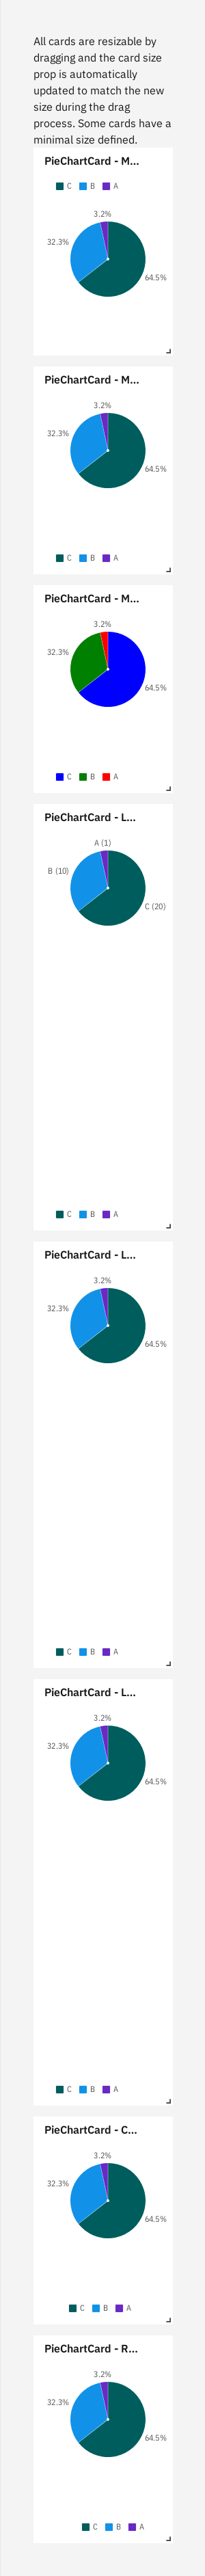 All cards are resizable by
dragging and the card size
prop is automatically
updated to match the new
size during the drag
process. Some cards have a
minimal size defined.
PieChartCard - M...
C B A
3.2%
32.3%
64.5%
PieChartCard - M...
3.2%
32.3%
64.5%
C B A
PieChartCard - M...
3.2%
32.3%
64.5%
C B A
PieChartCard - L...
A (1)
B (10)
C (20)
C B A
PieChartCard - L...
3.2%
32.3%
64.5%
C B A
PieChartCard - L...
3.2%
32.3%
64.5%
C B A
PieChartCard - C...
3.2%
32.3%
64.5%
C B A
PieChartCard - R...
3.2%
32.3%
64.5%
C B A